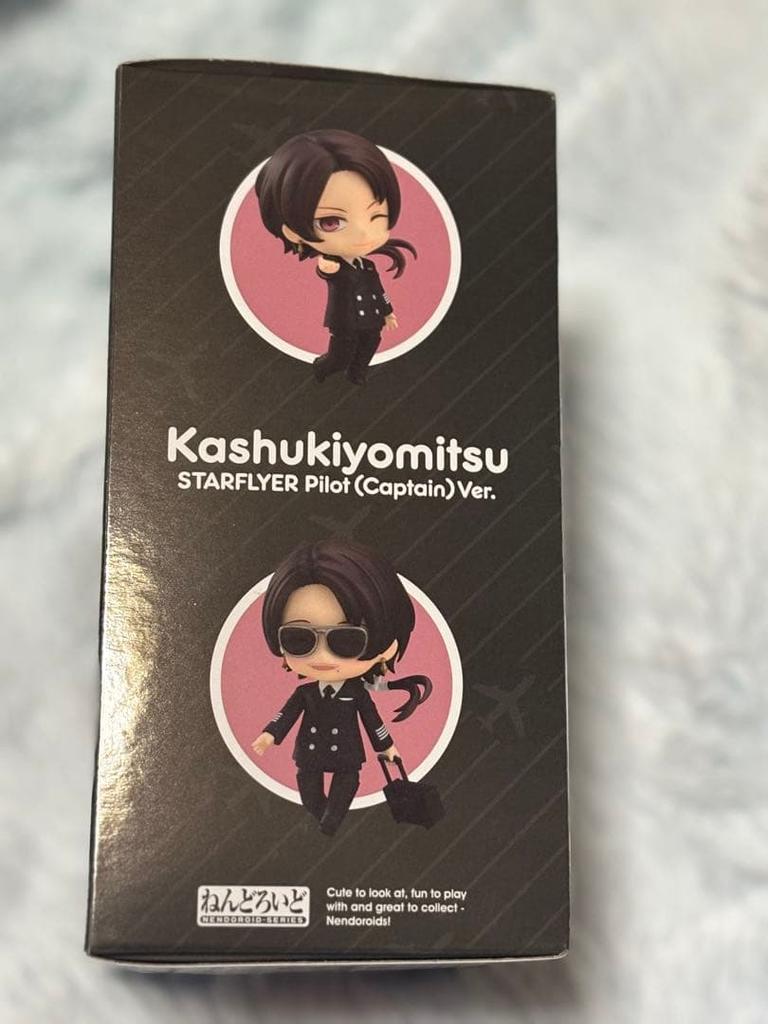 Kashukiyomitsu
STARFLYER Pilot (Captain) Ver.
ねんどろいど
NENDOROID-SERIES
Cute to look at, fun to play
with and great to collect -
Nendoroids!